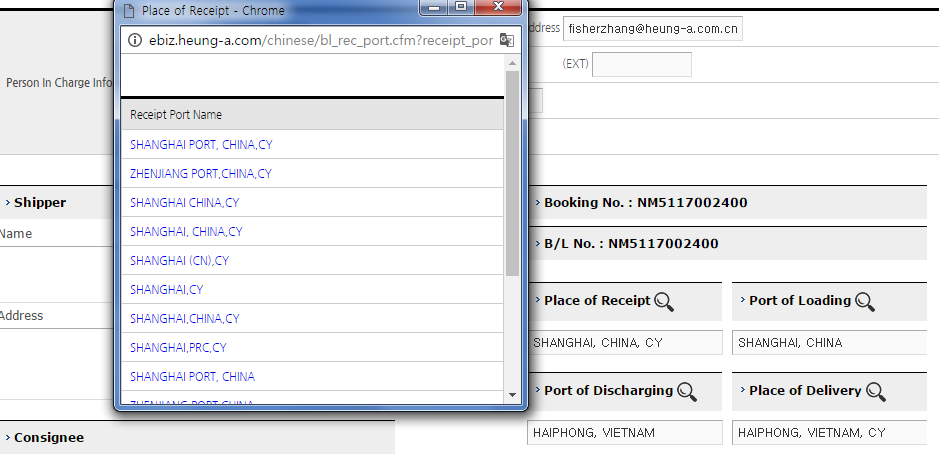 Place of Receipt - Chrome
ebiz.heung-a.com/chinese/bl_rec_port.cfm?receipt_por
Receipt Port Name
SHANGHAI PORT, CHINA,CY
ZHENJIANG PORT,CHINA,CY
SHANGHAI CHINA,CY
SHANGHAI, CHINA,CY
SHANGHAI (CN),CY
SHANGHAI,CY
SHANGHAI,CHINA,CY
SHANGHAI,PRC,CY
SHANGHAI PORT, CHINA
ZHENJIANG PORT,CHINA
ddress fisherzhang@heung-a.com.cn
(EXT)
Person In Charge Info
› Shipper
Name
Address
› Consignee
› Booking No. : NM5117002400
› B/L No. : NM5117002400
› Place of Receipt
› Port of Loading
SHANGHAI, CHINA, CY
SHANGHAI, CHINA
› Port of Discharging
› Place of Delivery
HAIPHONG, VIETNAM
HAIPHONG, VIETNAM, CY